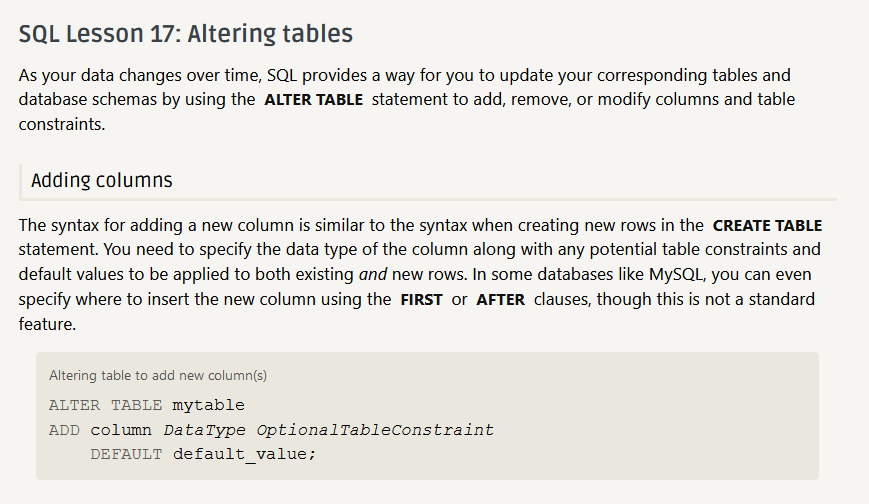 SQL Lesson 17: Altering tables
As your data changes over time, SQL provides a way for you to update your corresponding tables and
database schemas by using the ALTER TABLE statement to add, remove, or modify columns and table
constraints.
Adding columns
The syntax for adding a new column is similar to the syntax when creating new rows in the CREATE TABLE
statement. You need to specify the data type of the column along with any potential table constraints and
default values to be applied to both existing and new rows. In some databases like MySQL, you can even
specify where to insert the new column using the FIRST or AFTER clauses, though this is not a standard
feature.
Altering table to add new column(s)
ALTER TABLE mytable
ADD column DataType OptionalTableConstraint
    DEFAULT default_value;